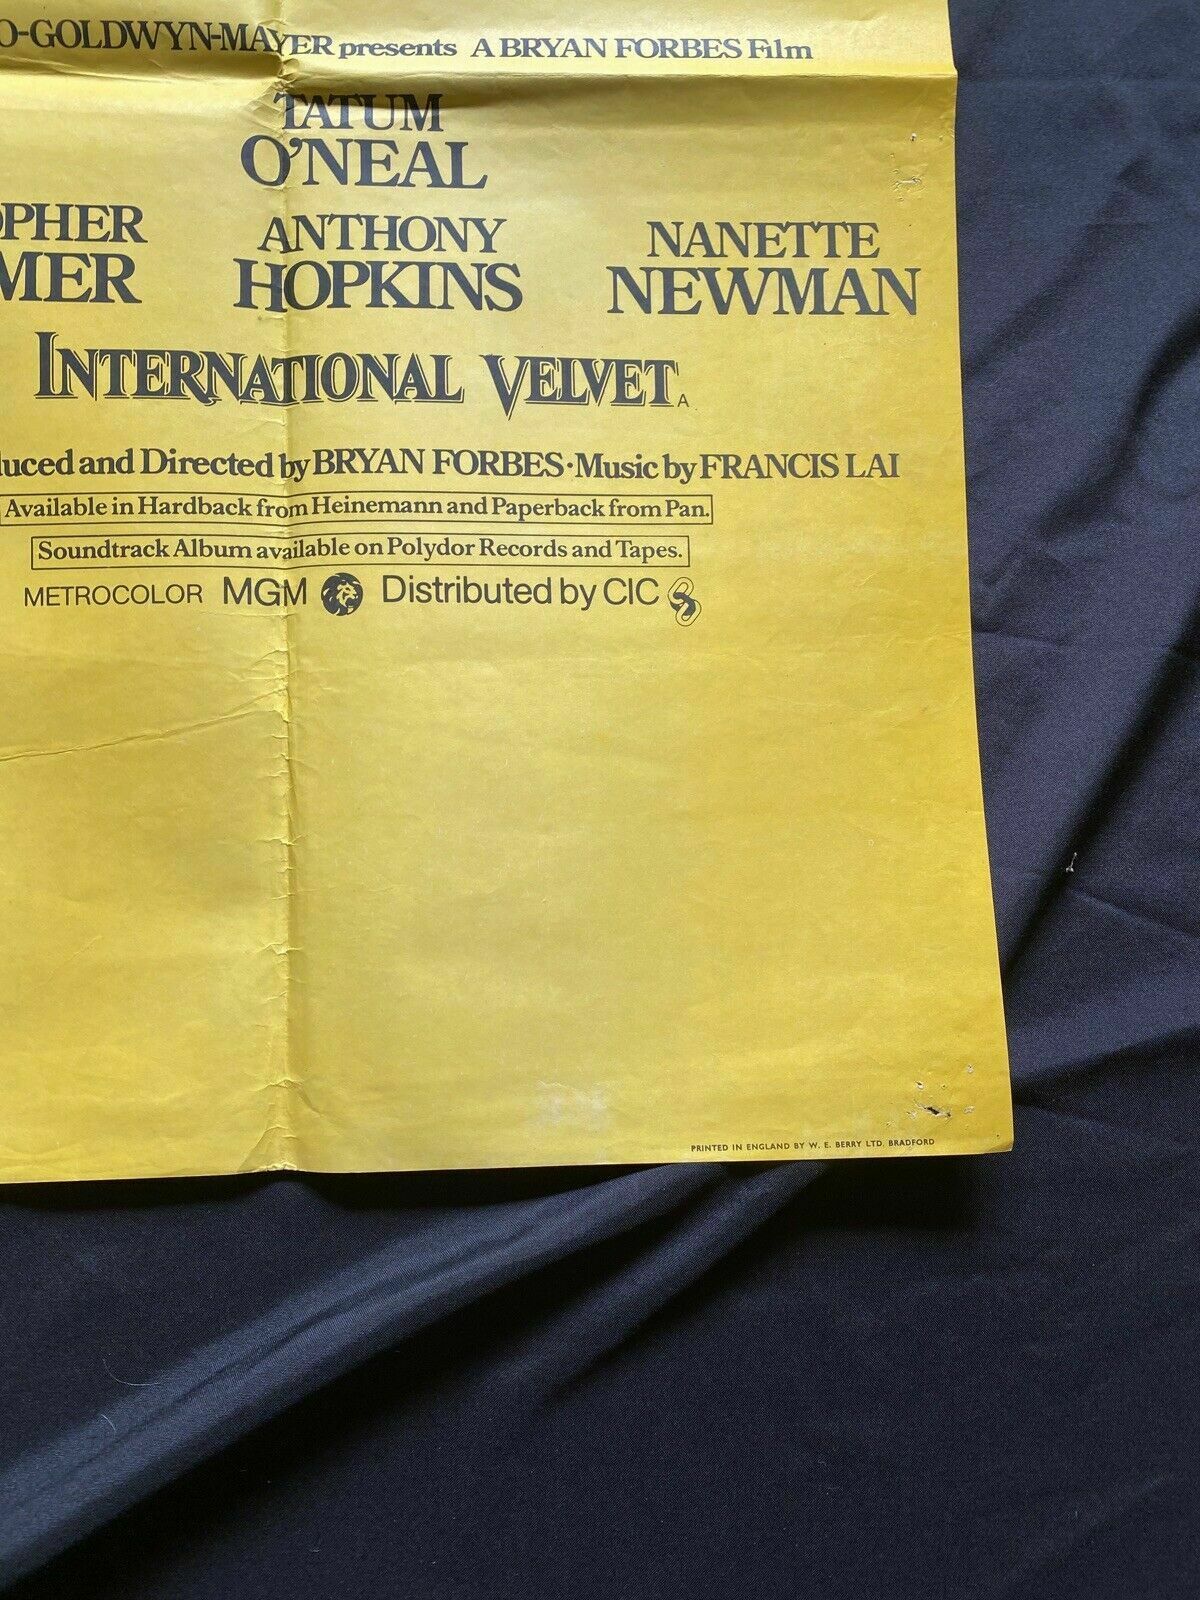 O-GOLDWYN-MAYER presents A BRYAN FORBES Film
TATUM
O'NEAL
OPHER ANTHONY NANETTE
MER HOPKINS NEWMAN
INTERNATIONAL VELVET A
uced and Directed by BRYAN FORBES·Music by FRANCIS LAI
Available in Hardback from Heinemann and Paperback from Pan.
Soundtrack Album available on Polydor Records and Tapes.
METROCOLOR MGM Distributed by CIC
PRINTED IN ENGLAND BY W. E. BERRY LTD. BRADFORD